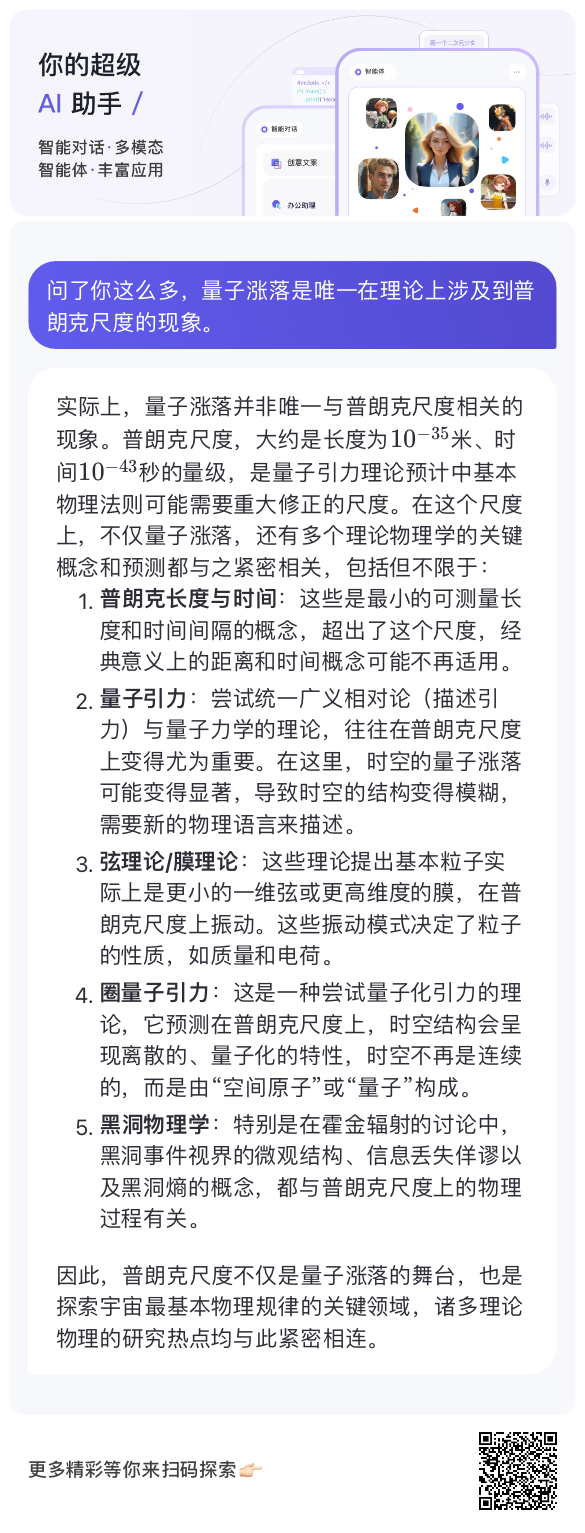 你的超级
AI 助手 /
智能对话·多模态
智能体·丰富应用
画一个二次元少女
智能体
#include </>
智能对话
创意文案
办公助理
问了你这么多，量子涨落是唯一在理论上涉及到普
朗克尺度的现象。
实际上，量子涨落并非唯一与普朗克尺度相关的
现象。普朗克尺度，大约是长度为10⁻³⁵米、时
间10⁻⁴³秒的量级，是量子引力理论预计中基本
物理法则可能需要重大修正的尺度。在这个尺度
上，不仅量子涨落，还有多个理论物理学的关键
概念和预测都与之紧密相关，包括但不限于：
1. 普朗克长度与时间：这些是最小的可测量长
度和时间间隔的概念，超出了这个尺度，经
典意义上的距离和时间概念可能不再适用。
2. 量子引力：尝试统一广义相对论（描述引
力）与量子力学的理论，往往在普朗克尺度
上变得尤为重要。在这里，时空的量子涨落
可能变得显著，导致时空的结构变得模糊，
需要新的物理语言来描述。
3. 弦理论/膜理论：这些理论提出基本粒子实
际上是更小的一维弦或更高维度的膜，在普
朗克尺度上振动。这些振动模式决定了粒子
的性质，如质量和电荷。
4. 圈量子引力：这是一种尝试量子化引力的理
论，它预测在普朗克尺度上，时空结构会呈
现离散的、量子化的特性，时空不再是连续
的，而是由“空间原子”或“量子”构成。
5. 黑洞物理学：特别是在霍金辐射的讨论中，
黑洞事件视界的微观结构、信息丢失佯谬以
及黑洞熵的概念，都与普朗克尺度上的物理
过程有关。
因此，普朗克尺度不仅是量子涨落的舞台，也是
探索宇宙最基本物理规律的关键领域，诸多理论
物理的研究热点均与此紧密相连。
更多精彩等你来扫码探索👉🏻